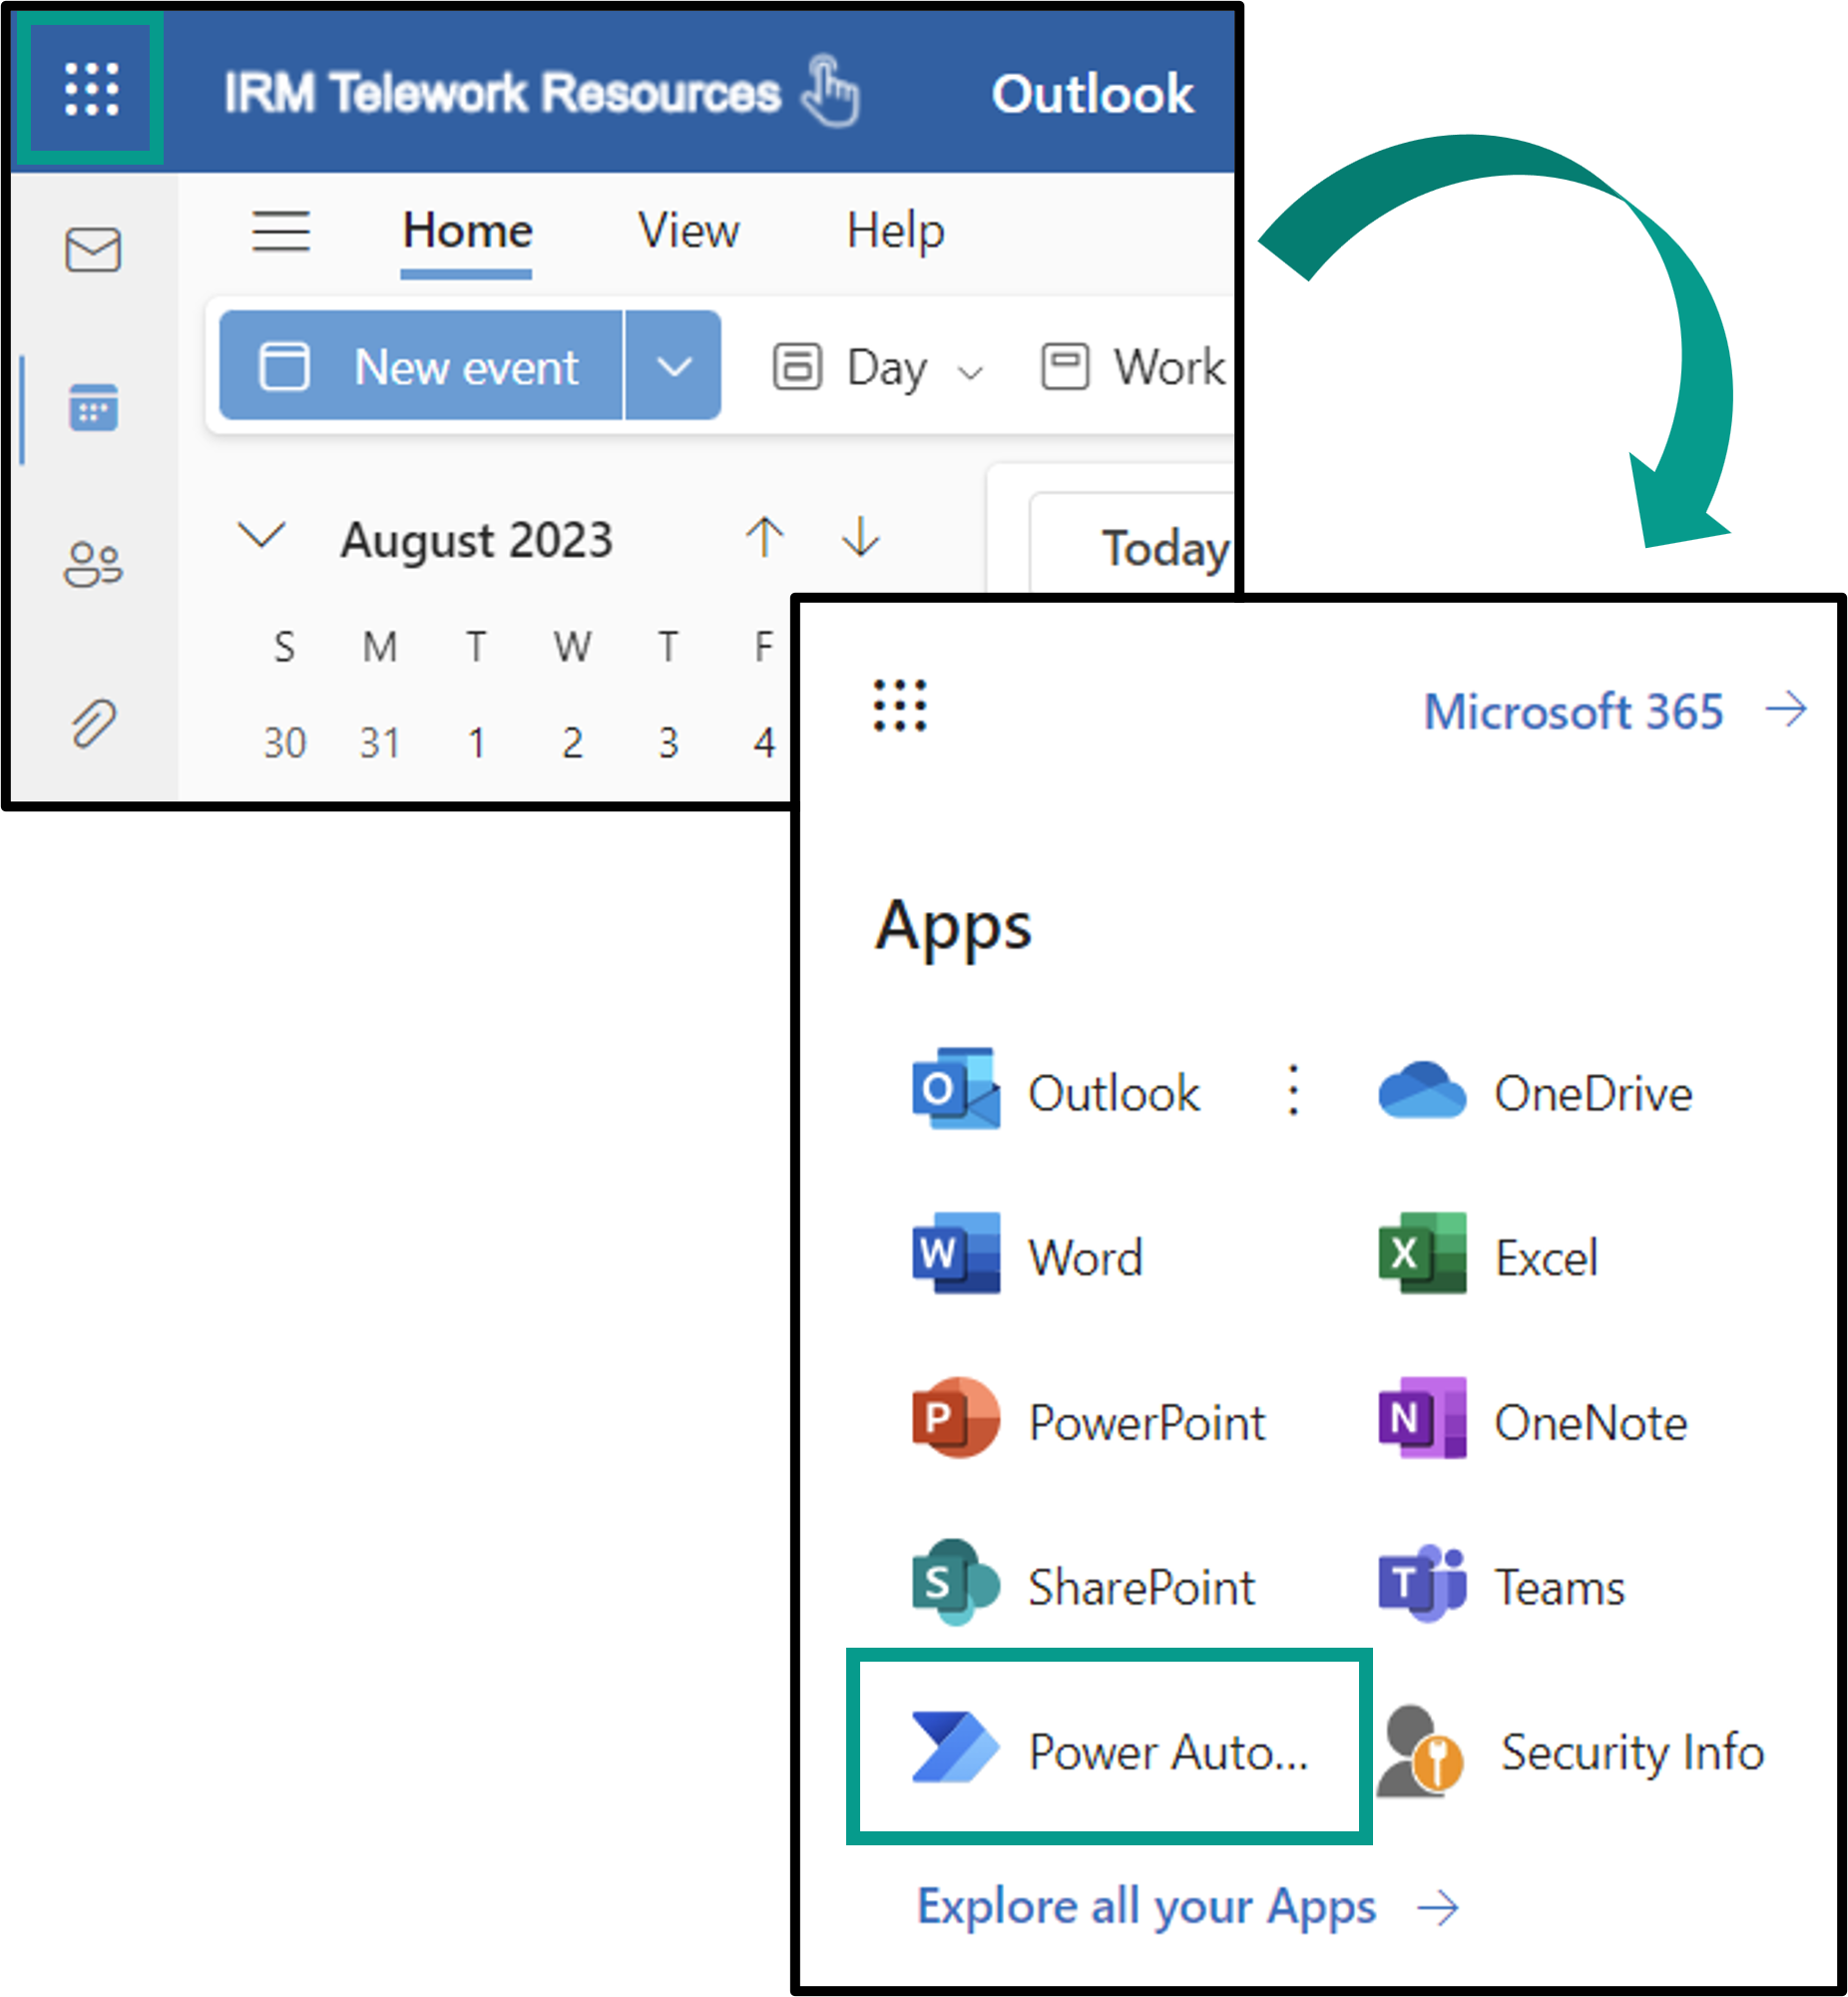 IRM Telework Resources Outlook
Home View Help
New event Day Work
August 2023
Today
S M T W T F
30 31 1 2 3 4
Microsoft 365
Apps
O Outlook OneDrive
W Word X Excel
P PowerPoint N OneNote
S SharePoint T Teams
Power Auto... Security Info
Explore all your Apps